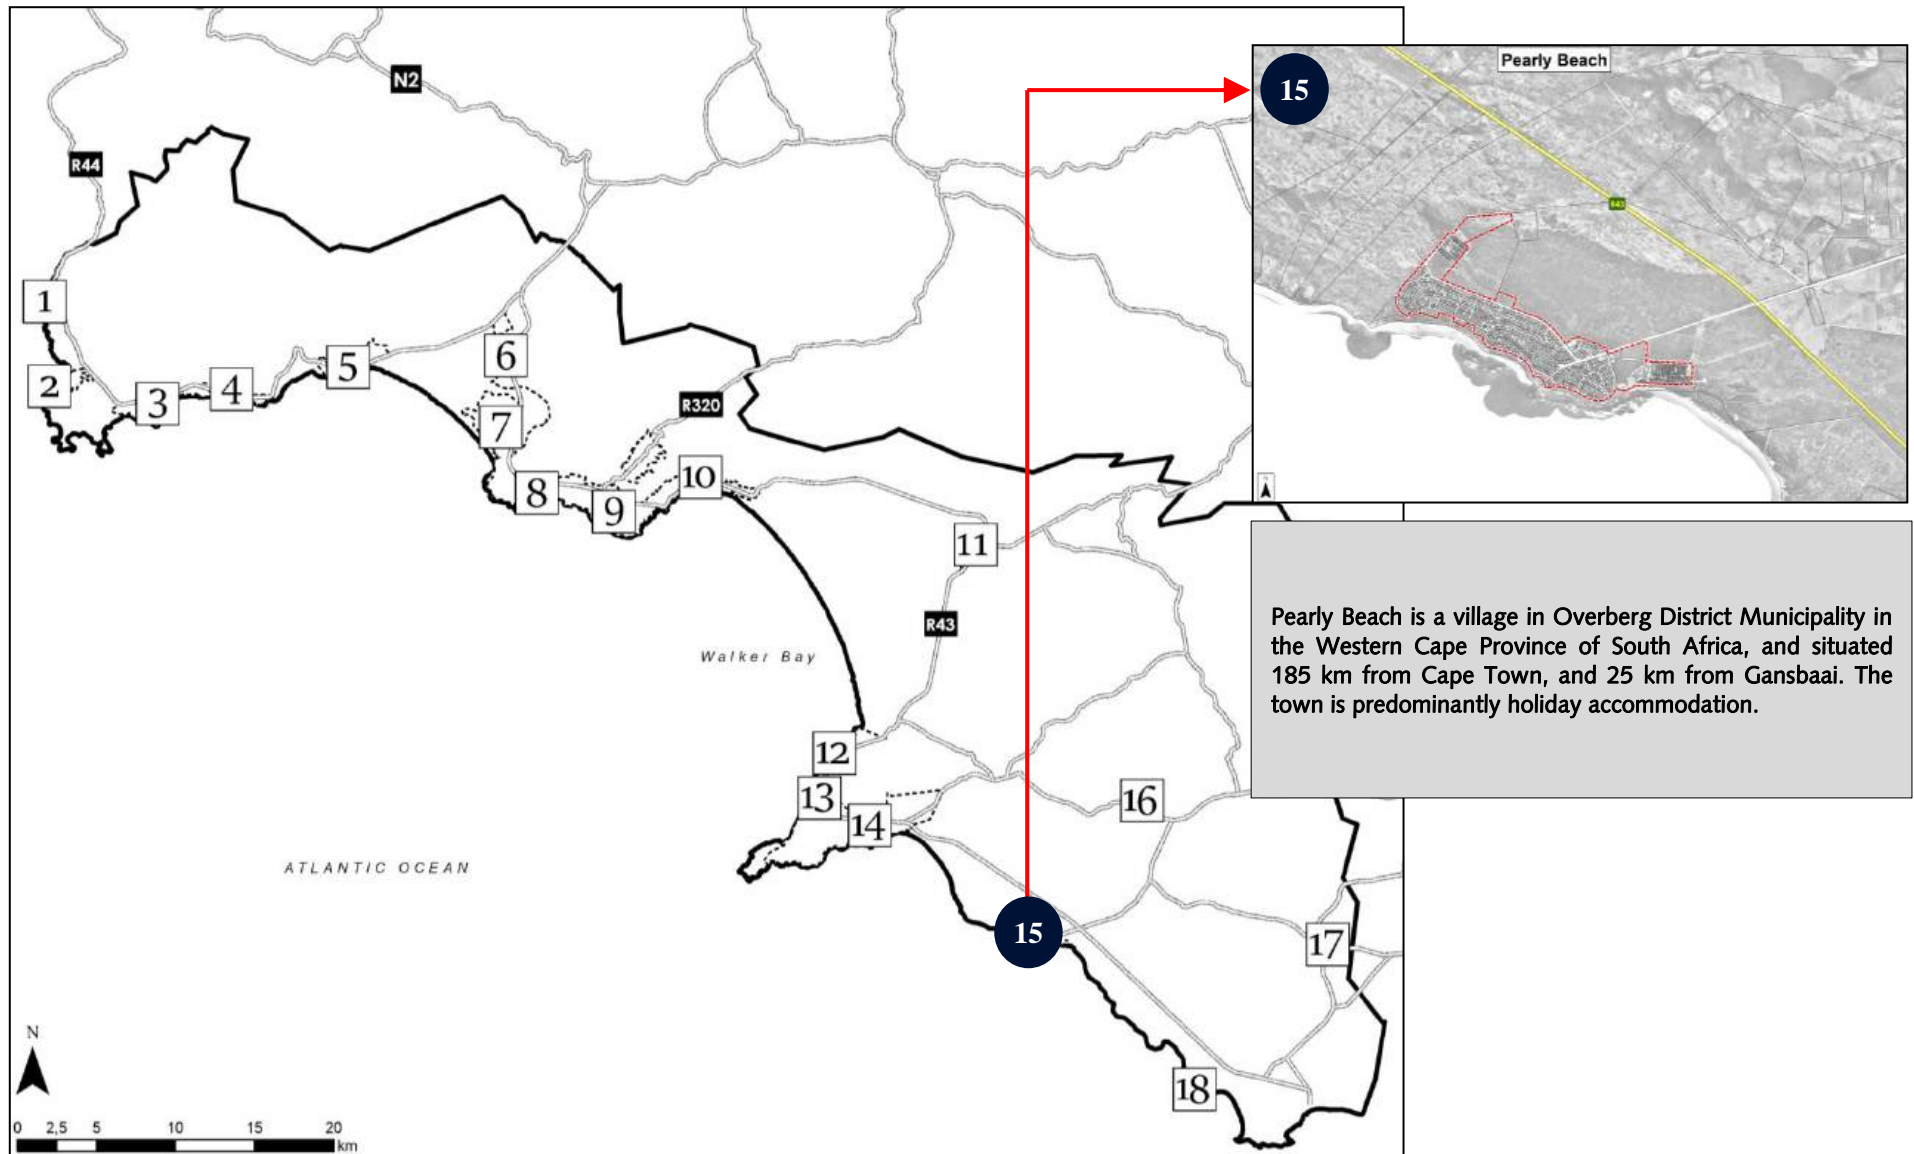 N2
R44
1
2
3
4
5
6
7
R320
8
9
10
11
R43
Walker Bay
12
13
14
16
ATLANTIC OCEAN
15
17
18
N
0 2,5 5 10 15 20
km
Pearly Beach
15
R43
Pearly Beach is a village in Overberg District Municipality in
the Western Cape Province of South Africa, and situated
185 km from Cape Town, and 25 km from Gansbaai. The
town is predominantly holiday accommodation.